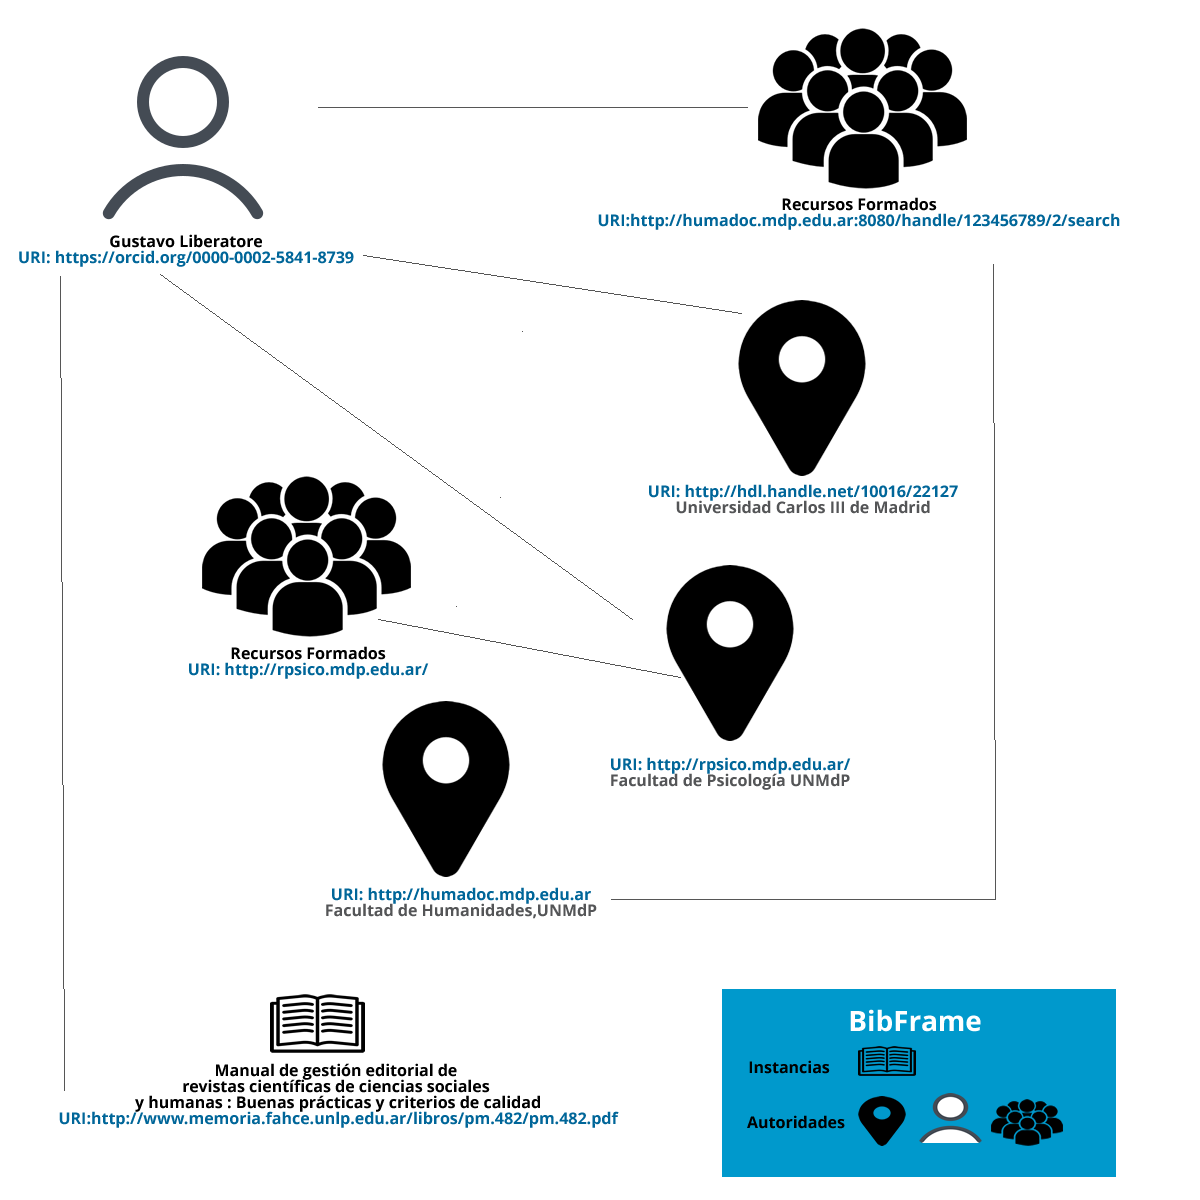 Recursos Formados
URI:http://humadoc.mdp.edu.ar:8080/handle/123456789/2/search
Gustavo Liberatore
URI: https://orcid.org/0000-0002-5841-8739
URI: http://hdl.handle.net/10016/22127
Universidad Carlos III de Madrid
Recursos Formados
URI: http://rpsico.mdp.edu.ar/
URI: http://rpsico.mdp.edu.ar/
Facultad de Psicología UNMdP
URI: http://humadoc.mdp.edu.ar
Facultad de Humanidades,UNMdP
Manual de gestión editorial de
revistas científicas de ciencias sociales
y humanas : Buenas prácticas y criterios de calidad
URI:http://www.memoria.fahce.unlp.edu.ar/libros/pm.482/pm.482.pdf
BibFrame
Instancias
Autoridades